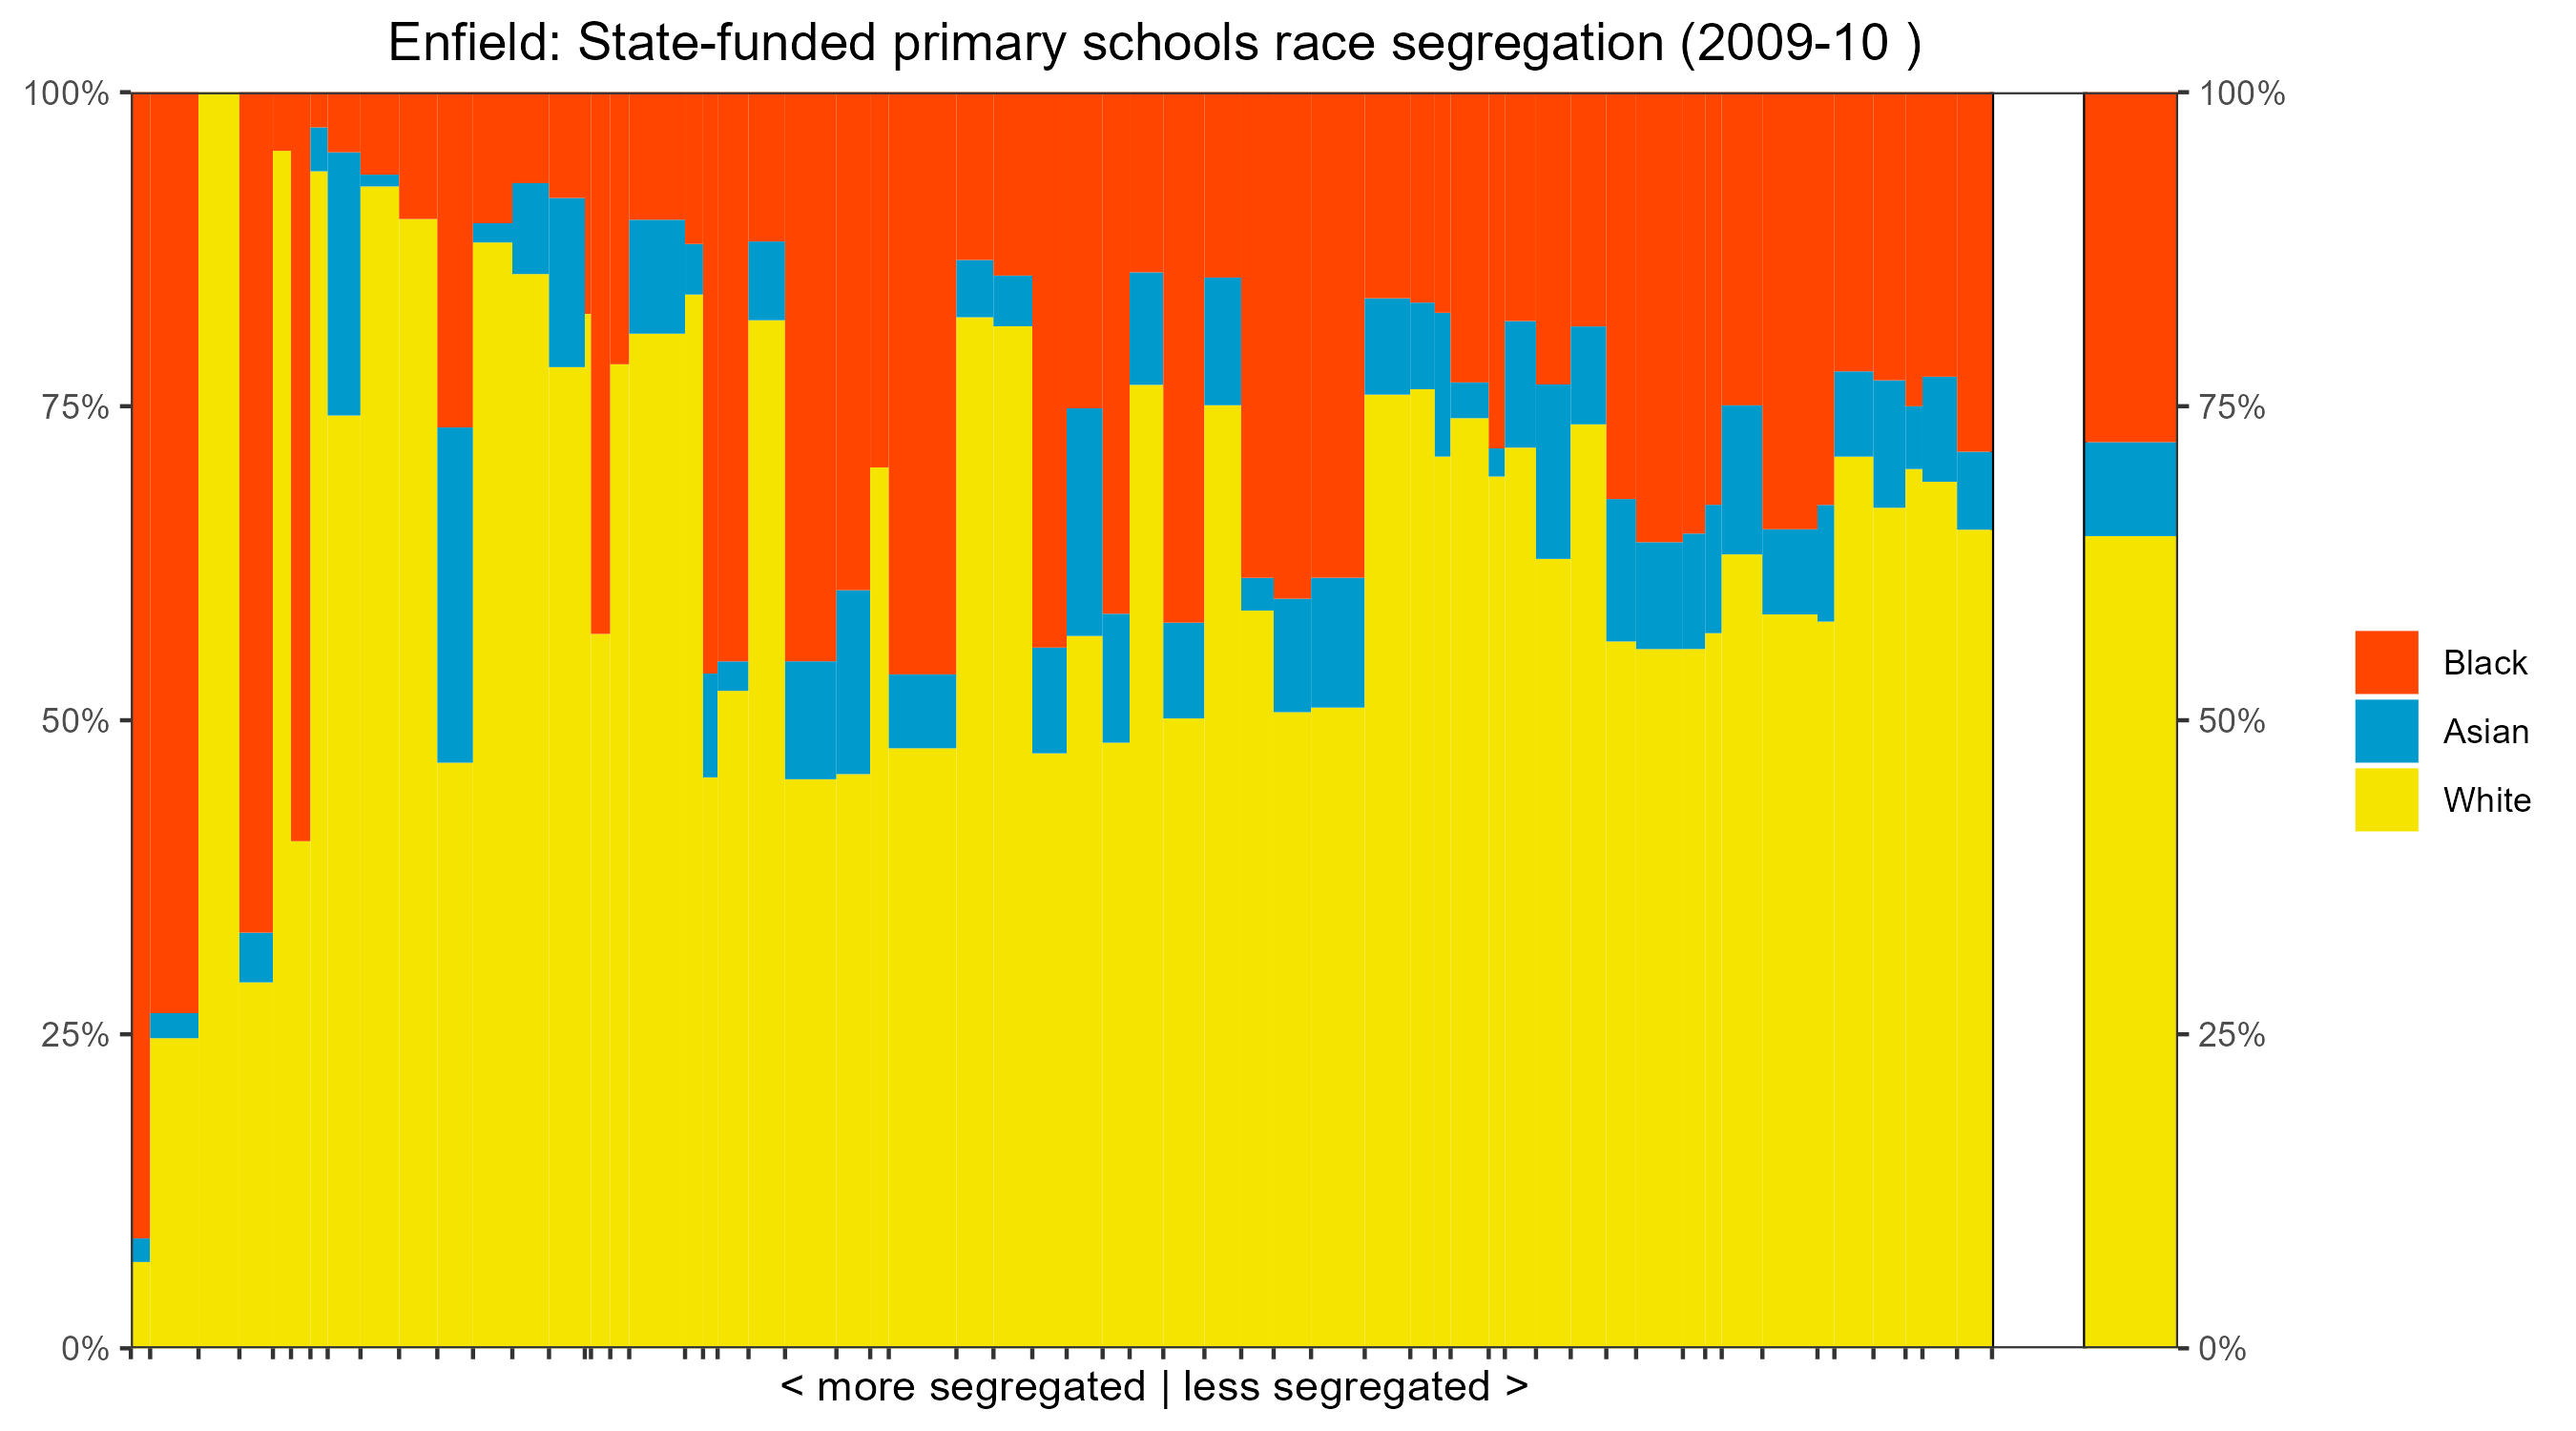 Enfield: State-funded primary schools race segregation (2009-10 )
100%
75%
50%
25%
0%
100%
75%
50%
25%
0%
Black
Asian
White
< more segregated | less segregated >